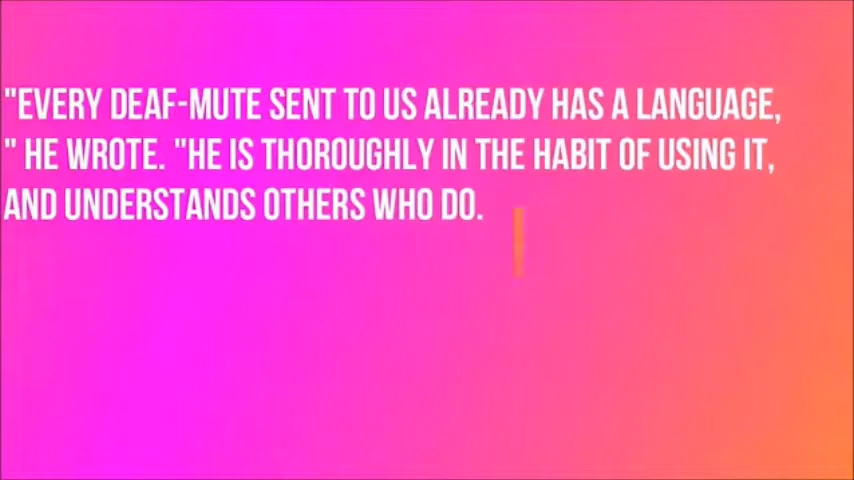 "EVERY DEAF-MUTE SENT TO US ALREADY HAS A LANGUAGE,
" HE WROTE. "HE IS THOROUGHLY IN THE HABIT OF USING IT,
AND UNDERSTANDS OTHERS WHO DO.